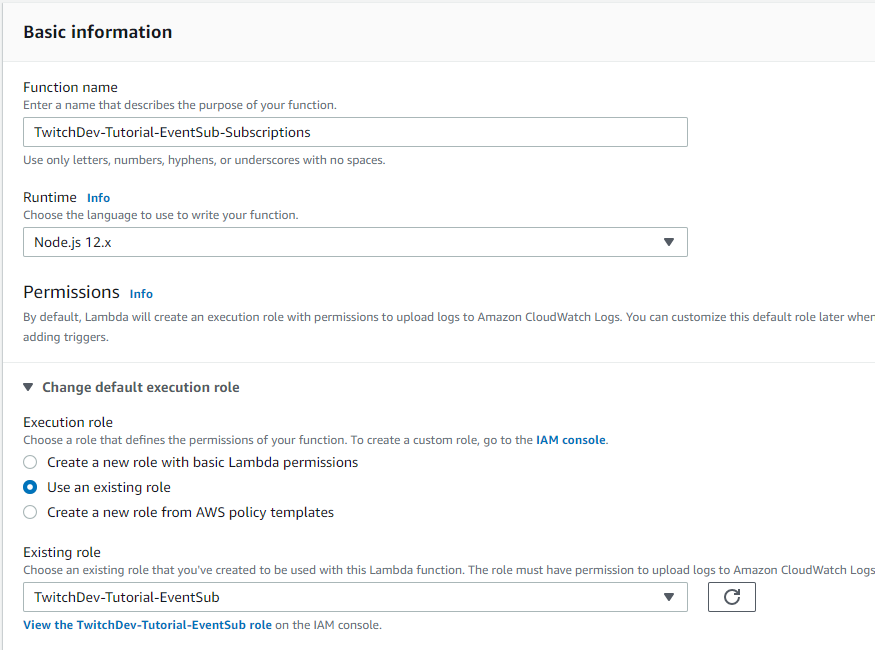 Basic information
Function name
Enter a name that describes the purpose of your function.
TwitchDev-Tutorial-EventSub-Subscriptions
Use only letters, numbers, hyphens, or underscores with no spaces.
Runtime Info
Choose the language to use to write your function.
Node.js 12.x
Permissions Info
By default, Lambda will create an execution role with permissions to upload logs to Amazon CloudWatch Logs. You can customize this default role later when
adding triggers.
Change default execution role
Execution role
Choose a role that defines the permissions of your function. To create a custom role, go to the IAM console.
Create a new role with basic Lambda permissions
Use an existing role
Create a new role from AWS policy templates
Existing role
Choose an existing role that you've created to be used with this Lambda function. The role must have permission to upload logs to Amazon CloudWatch Logs
TwitchDev-Tutorial-EventSub
View the TwitchDev-Tutorial-EventSub role on the IAM console.